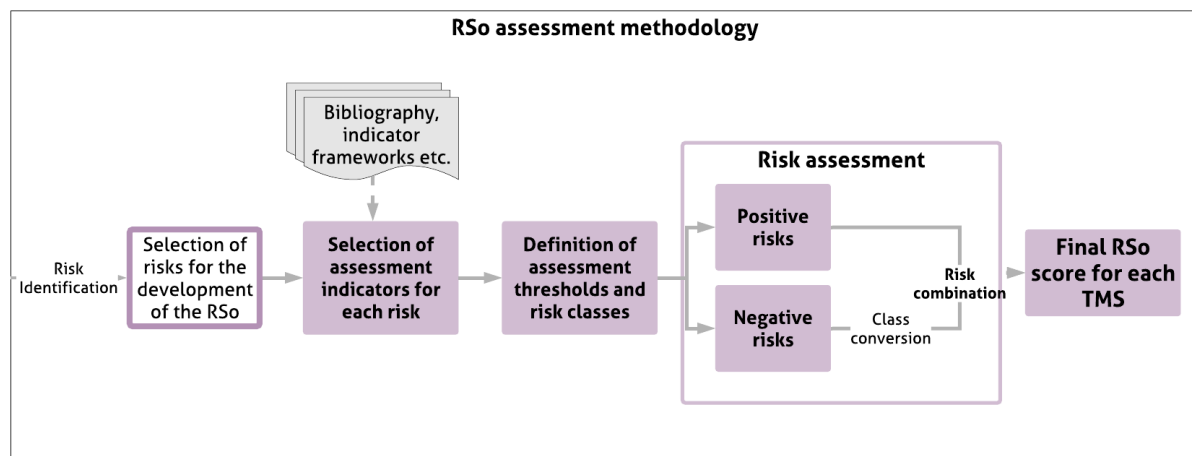 RSo assessment methodology
Bibliography,
indicator
frameworks etc.
Risk
Identification
Selection of
risks for the
development
of the RSo
Selection of
assessment
indicators for
each risk
Definition of
assessment
thresholds and
risk classes
Risk assessment
Positive
risks
Negative
risks
Class
conversion
Risk
combination
Final RSo
score for each
TMS